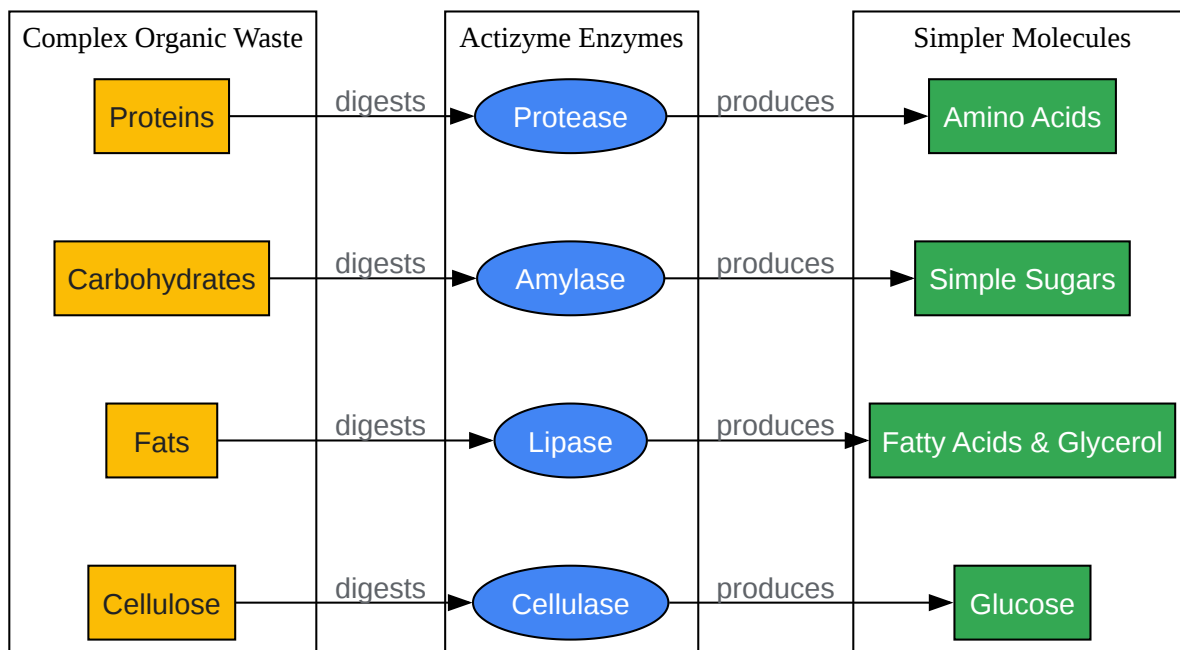 Complex Organic Waste
Actizyme Enzymes
Simpler Molecules
Proteins
digests
Protease
produces
Amino Acids
Carbohydrates
digests
Amylase
produces
Simple Sugars
Fats
digests
Lipase
produces
Fatty Acids & Glycerol
Cellulose
digests
Cellulase
produces
Glucose